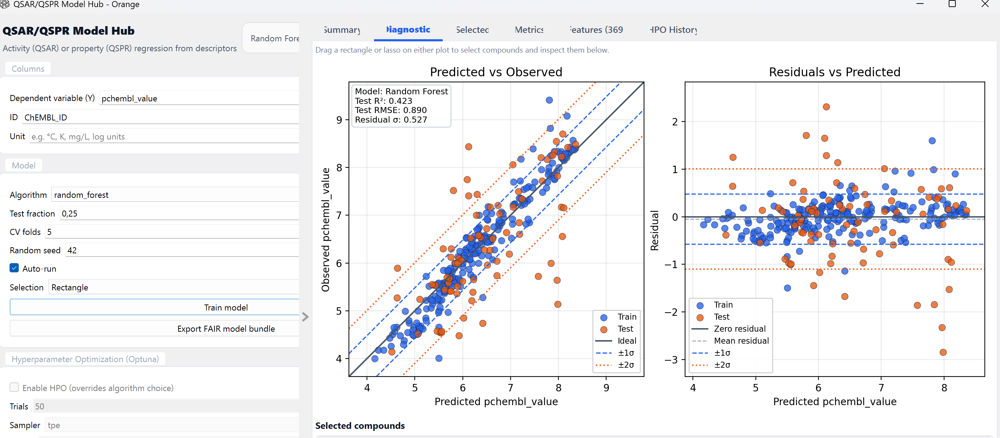 QSAR/QSPR Model Hub - Orange
QSAR/QSPR Model Hub
Random Fore
Activity (QSAR) or property (QSPR) regression from descriptors
Columns
Dependent variable (Y) pchembl_value
ID ChEMBL_ID
Unit e.g. °C, K, mg/L, log units
Model
Algorithm random_forest
Test fraction 0,25
CV folds 5
Random seed 42
Auto-run
Selection Rectangle
Train model
Export FAIR model bundle
Hyperparameter Optimization (Optuna)
Enable HPO (overrides algorithm choice)
Trials 50
Sampler tpe
Summary Diagnostic Selected Metrics Features (369 HPO History
Drag a rectangle or lasso on either plot to select compounds and inspect them below.
Predicted vs Observed
Model: Random Forest
Test R²: 0.423
Test RMSE: 0.890
Residual σ: 0.527
Observed pchembl_value
9
8
7
6
5
4
Train
Test
Ideal
±1σ
±2σ
4 5 6 7 8 9
Predicted pchembl_value
Residuals vs Predicted
Residual
2
1
0
−1
−2
−3
Train
Test
Zero residual
Mean residual
±1σ
±2σ
4 5 6 7 8
Predicted pchembl_value
Selected compounds